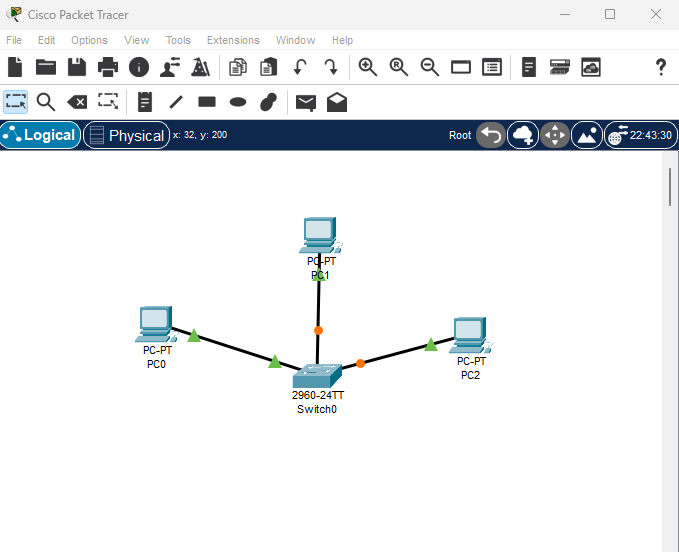 Cisco Packet Tracer
File Edit Options View Tools Extensions Window Help
Logical Physical x: 32, y: 200 Root 22:43:30
PC-PT
PC1
PC-PT
PC0
PC-PT
PC2
2960-24TT
Switch0